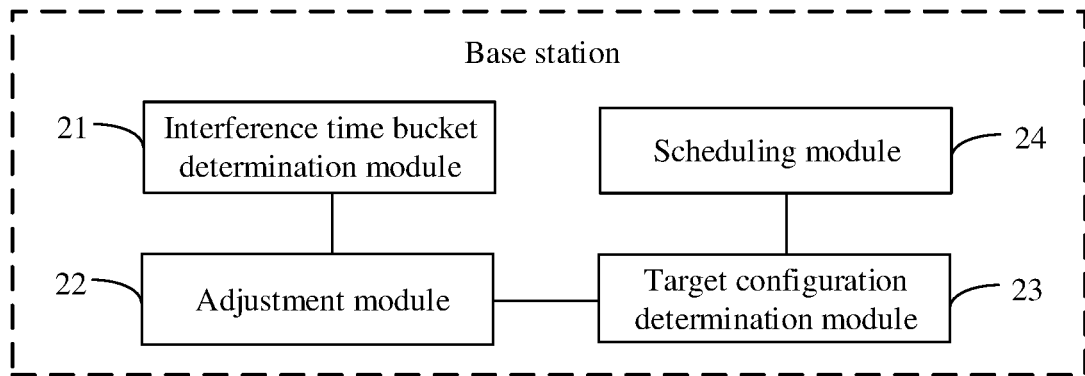 Base station
21
Interference time bucket
determination module
Scheduling module
24
22
Adjustment module
Target configuration
determination module
23